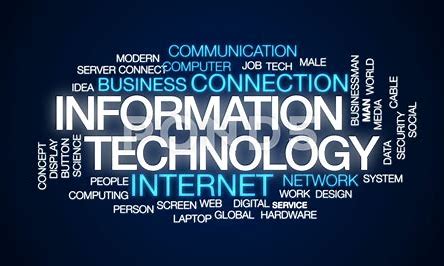 COMMUNICATION
MODERN COMPUTER JOB TECH MALE
SERVER CONNECT
IDEA BUSINESS CONNECTION
INFORMATION
TECHNOLOGY
BUSINESSMAN
MAN
WORLD
MEDIA
CABLE
SECURITY
SOCIAL
DATA
CONCEPT
DISPLAY
BUTTON
SCIENCE
PEOPLE INTERNET NETWORK SYSTEM
COMPUTING WORK DESIGN
PERSON SCREEN WEB DIGITAL SERVICE
LAPTOP GLOBAL HARDWARE
POND5